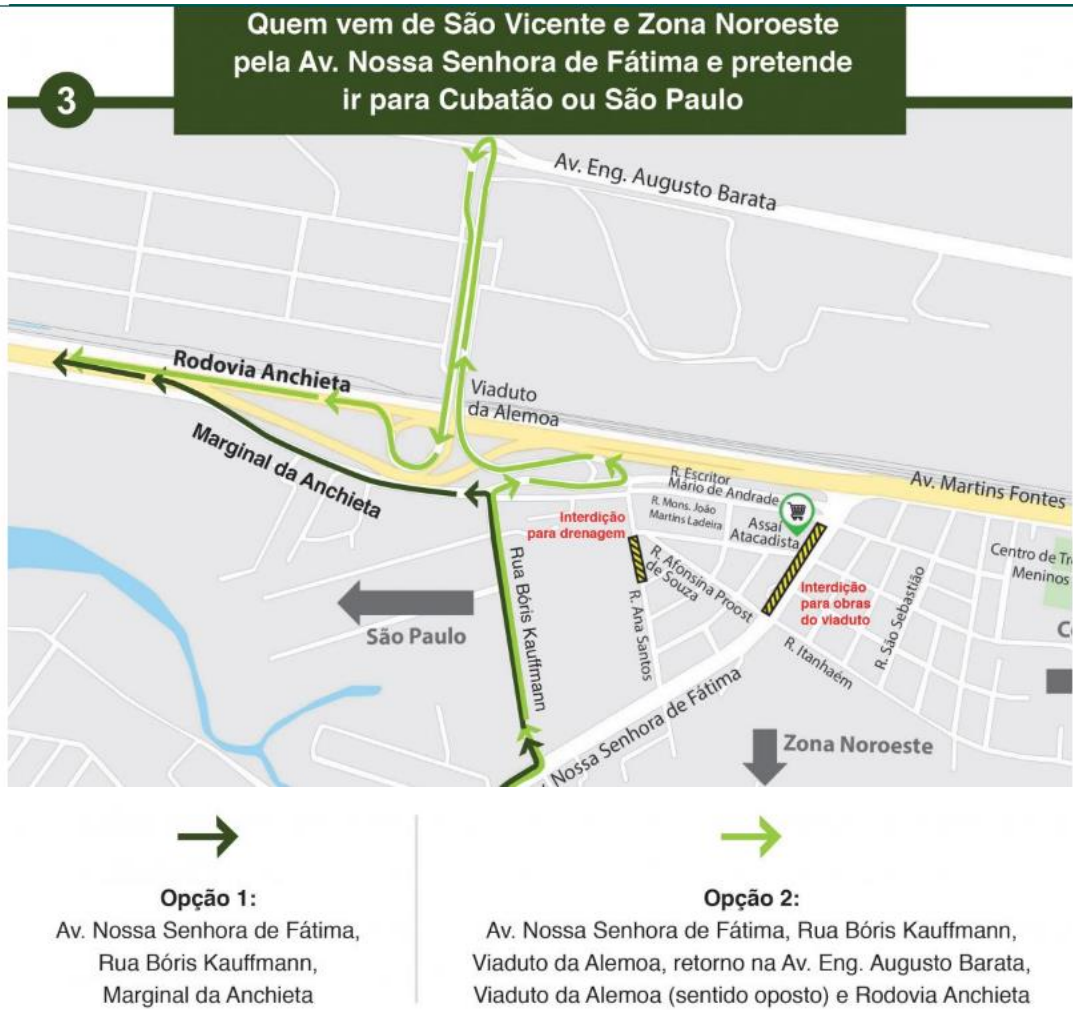 Quem vem de São Vicente e Zona Noroeste
pela Av. Nossa Senhora de Fátima e pretende
ir para Cubatão ou São Paulo
3
Av. Eng. Augusto Barata
Rodovia Anchieta
Viaduto
da Alemoa
Marginal da Anchieta
R. Escritor
Mário de Andrade
Av. Martins Fontes
R. Mons. João
Martins Ladeira
Assaí
Atacadista
Interdição
para drenagem
Centro de Tr
Meninos
R. Afonsina Proost
de Souza
Interdição
para obras
do viaduto
Rua Bóris Kauffmann
R. Ana Santos
R. São Sebastião
São Paulo
R. Itanhaém
C
. Nossa Senhora de Fátima
Zona Noroeste
Opção 1:
Av. Nossa Senhora de Fátima,
Rua Bóris Kauffmann,
Marginal da Anchieta
Opção 2:
Av. Nossa Senhora de Fátima, Rua Bóris Kauffmann,
Viaduto da Alemoa, retorno na Av. Eng. Augusto Barata,
Viaduto da Alemoa (sentido oposto) e Rodovia Anchieta